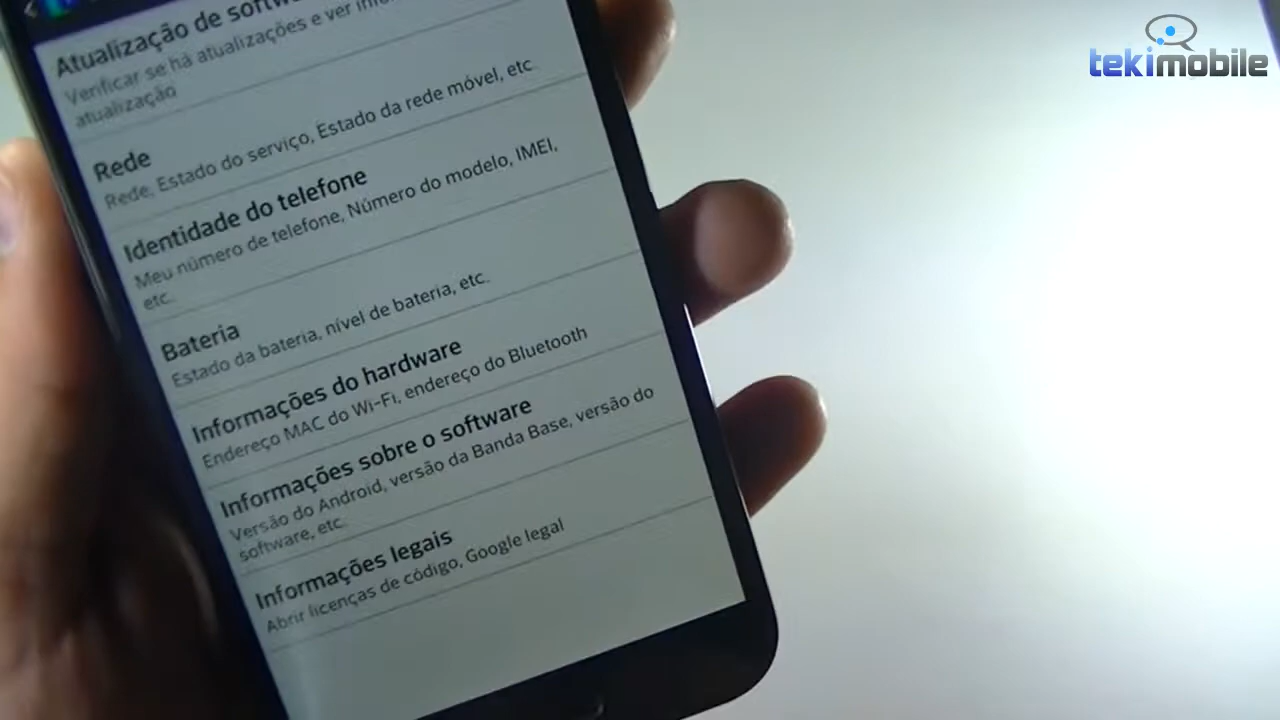 tekimobile
Atualização de
Verificar se há atualizações e ver
atualização
Rede
Rede, Estado do serviço, Estado da rede móvel, etc.
Identidade do telefone
Meu número de telefone, Número do modelo, IMEI,
etc.
Bateria
Estado da bateria, nível de bateria, etc.
Informações do hardware
Endereço MAC do Wi-Fi, endereço do Bluetooth
Informações sobre o software
Versão do Android, versão da Banda Base, versão do
software, etc.
Informações legais
Abrir licenças de código, Google legal